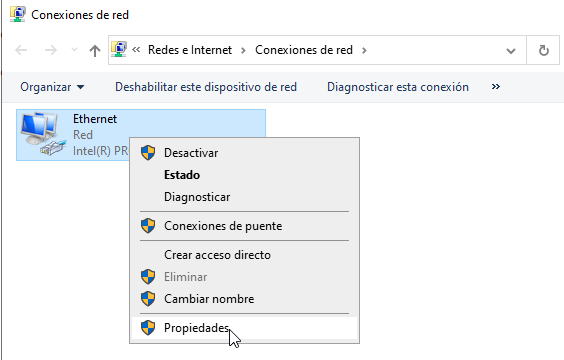 Conexiones de red
« Redes e Internet > Conexiones de red >
Organizar Deshabilitar este dispositivo de red Diagnosticar esta conexión »
Ethernet
Red
Intel(R)
Desactivar
Estado
Diagnosticar
Conexiones de puente
Crear acceso directo
Eliminar
Cambiar nombre
Propiedades